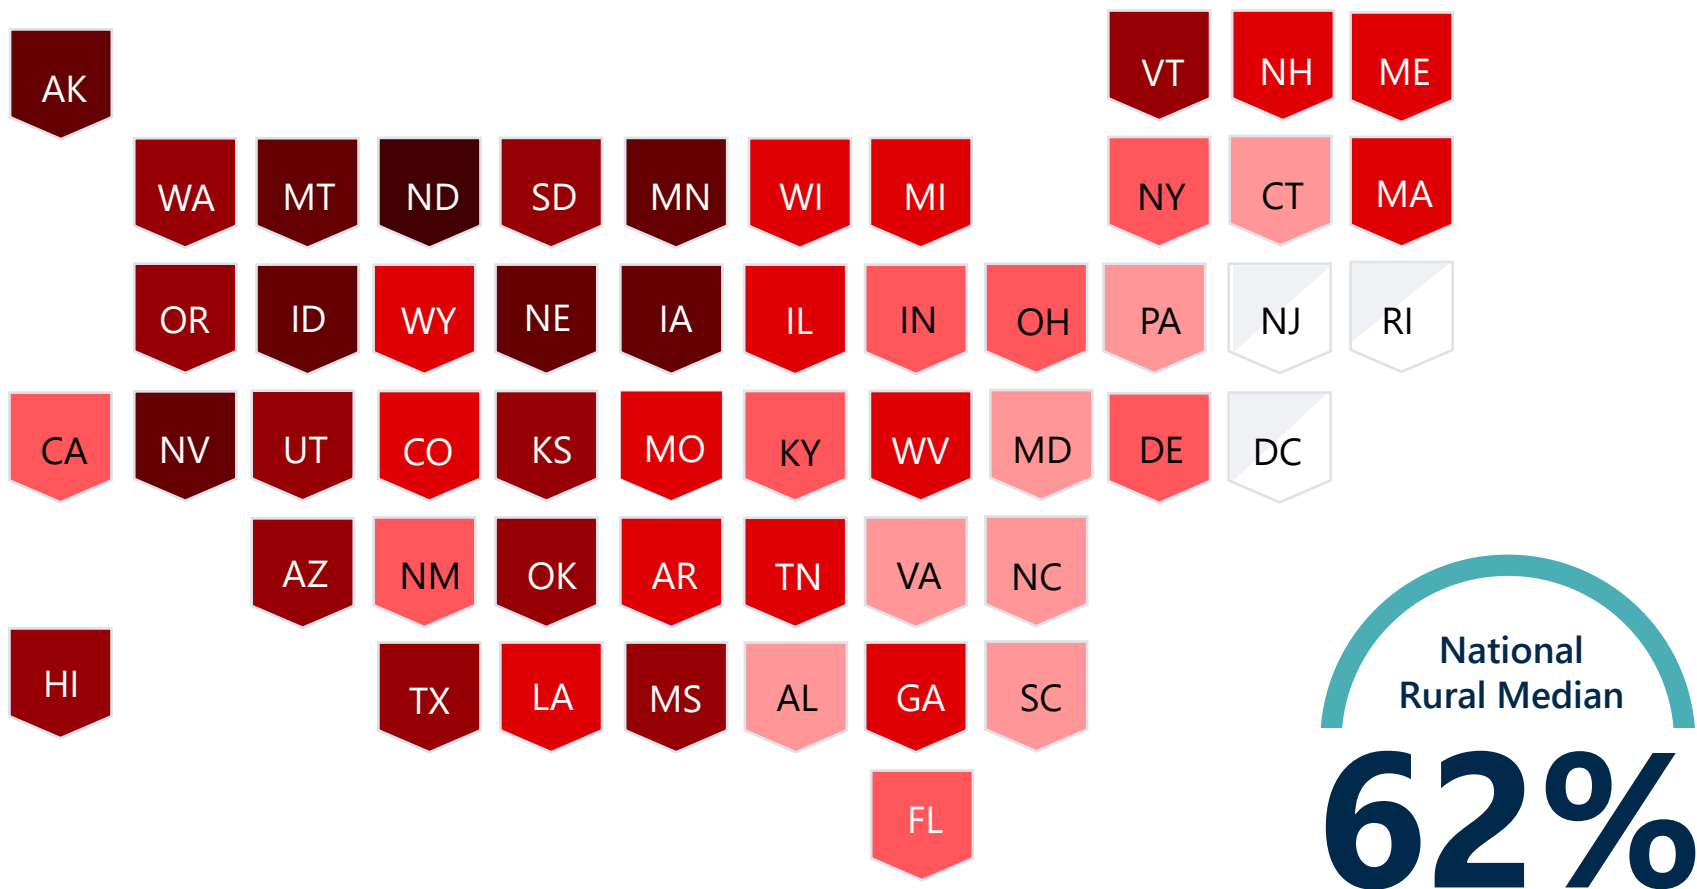 VT NH ME
AK
WA MT ND SD MN WI MI NY CT MA
OR ID WY NE IA IL IN OH PA NJ RI
CA NV UT CO KS MO KY WV MD DE DC
AZ NM OK AR TN VA NC
HI TX LA MS AL GA SC
FL
National
Rural Median
62%